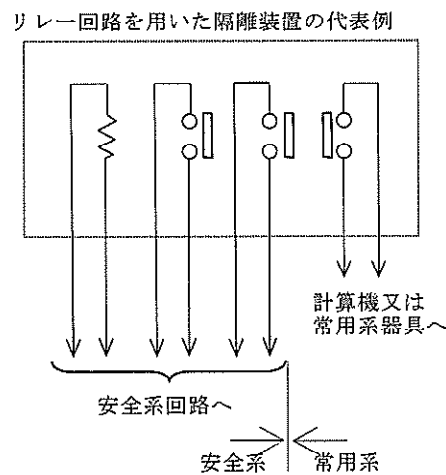 リレー回路を用いた隔離装置の代表例
計算機又は
常用系器具へ
安全系回路へ
安全系
常用系